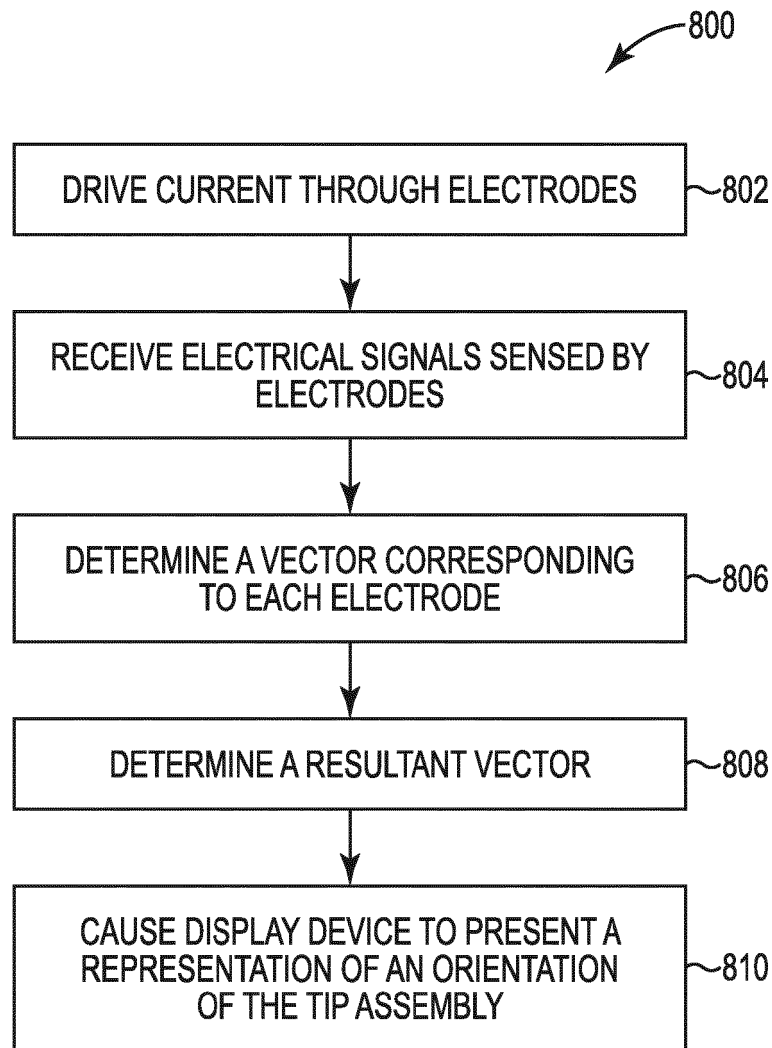 800
DRIVE CURRENT THROUGH ELECTRODES
802
RECEIVE ELECTRICAL SIGNALS SENSED BY
ELECTRODES
804
DETERMINE A VECTOR CORRESPONDING
TO EACH ELECTRODE
806
DETERMINE A RESULTANT VECTOR
808
CAUSE DISPLAY DEVICE TO PRESENT A
REPRESENTATION OF AN ORIENTATION
OF THE TIP ASSEMBLY
810